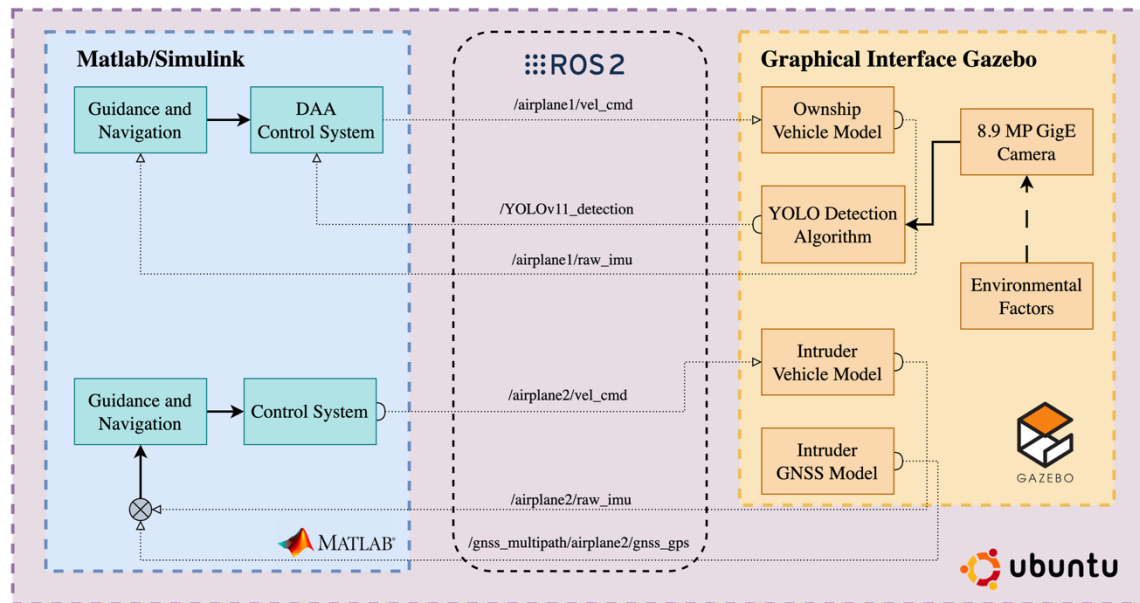 Matlab/Simulink
Guidance and
Navigation
DAA
Control System
Guidance and
Navigation
Control System
MATLAB®
ROS 2
/airplane1/vel_cmd
/YOLOv11_detection
/airplane1/raw_imu
/airplane2/vel_cmd
/airplane2/raw_imu
/gnss_multipath/airplane2/gnss_gps
Graphical Interface Gazebo
Ownship
Vehicle Model
8.9 MP GigE
Camera
YOLO Detection
Algorithm
Environmental
Factors
Intruder
Vehicle Model
Intruder
GNSS Model
GAZEBO
ubuntu